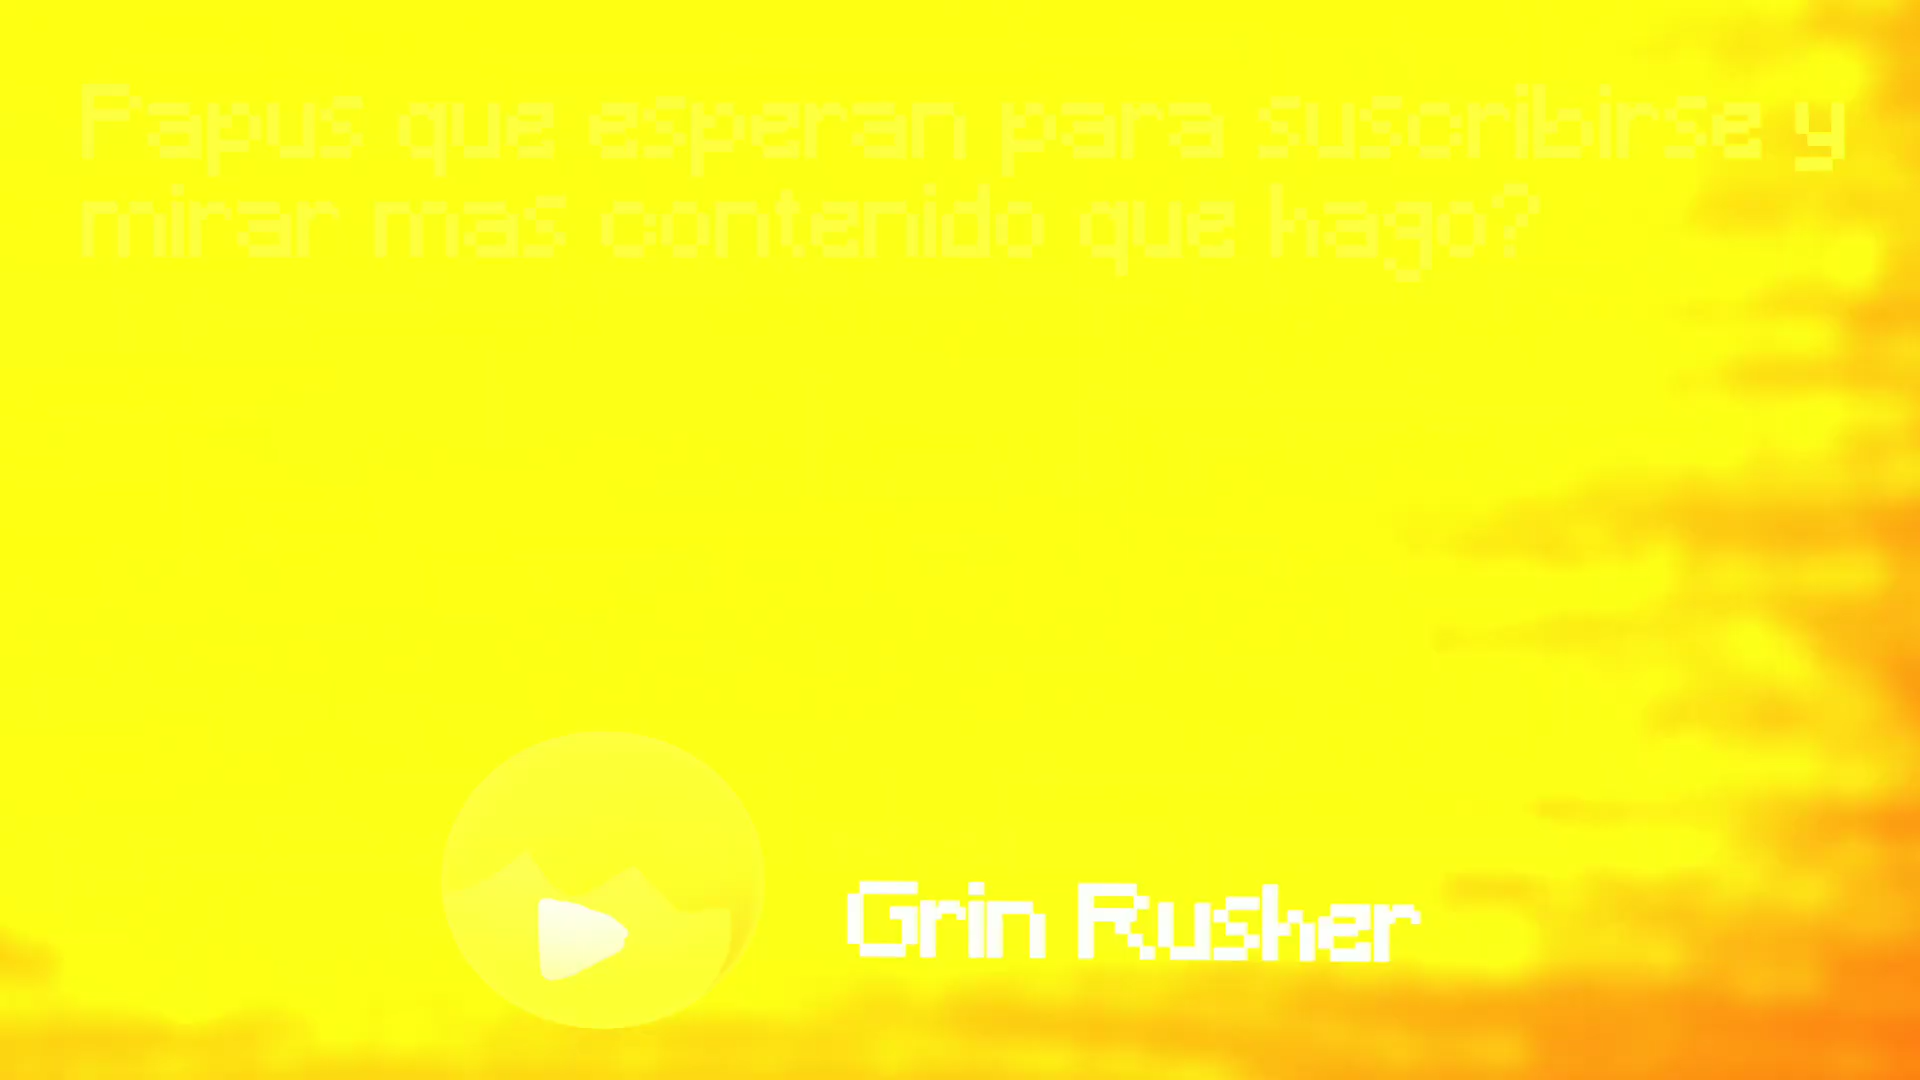 Papus que esperan para suscribirse y
mirar mas contenido que hago?
Grin Rusher